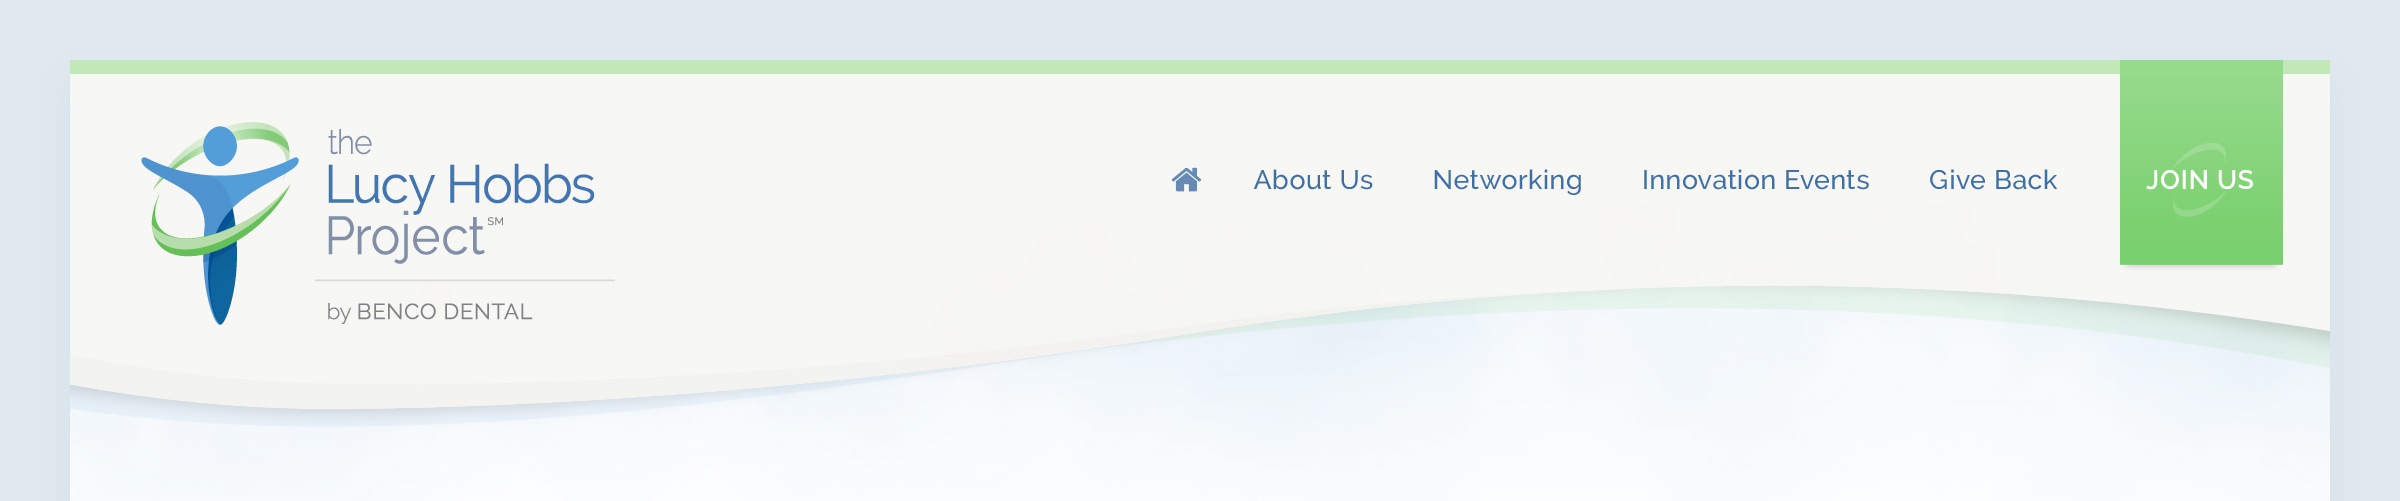 the
Lucy Hobbs
Project℠
by BENCO DENTAL
About Us
Networking
Innovation Events
Give Back
JOIN US